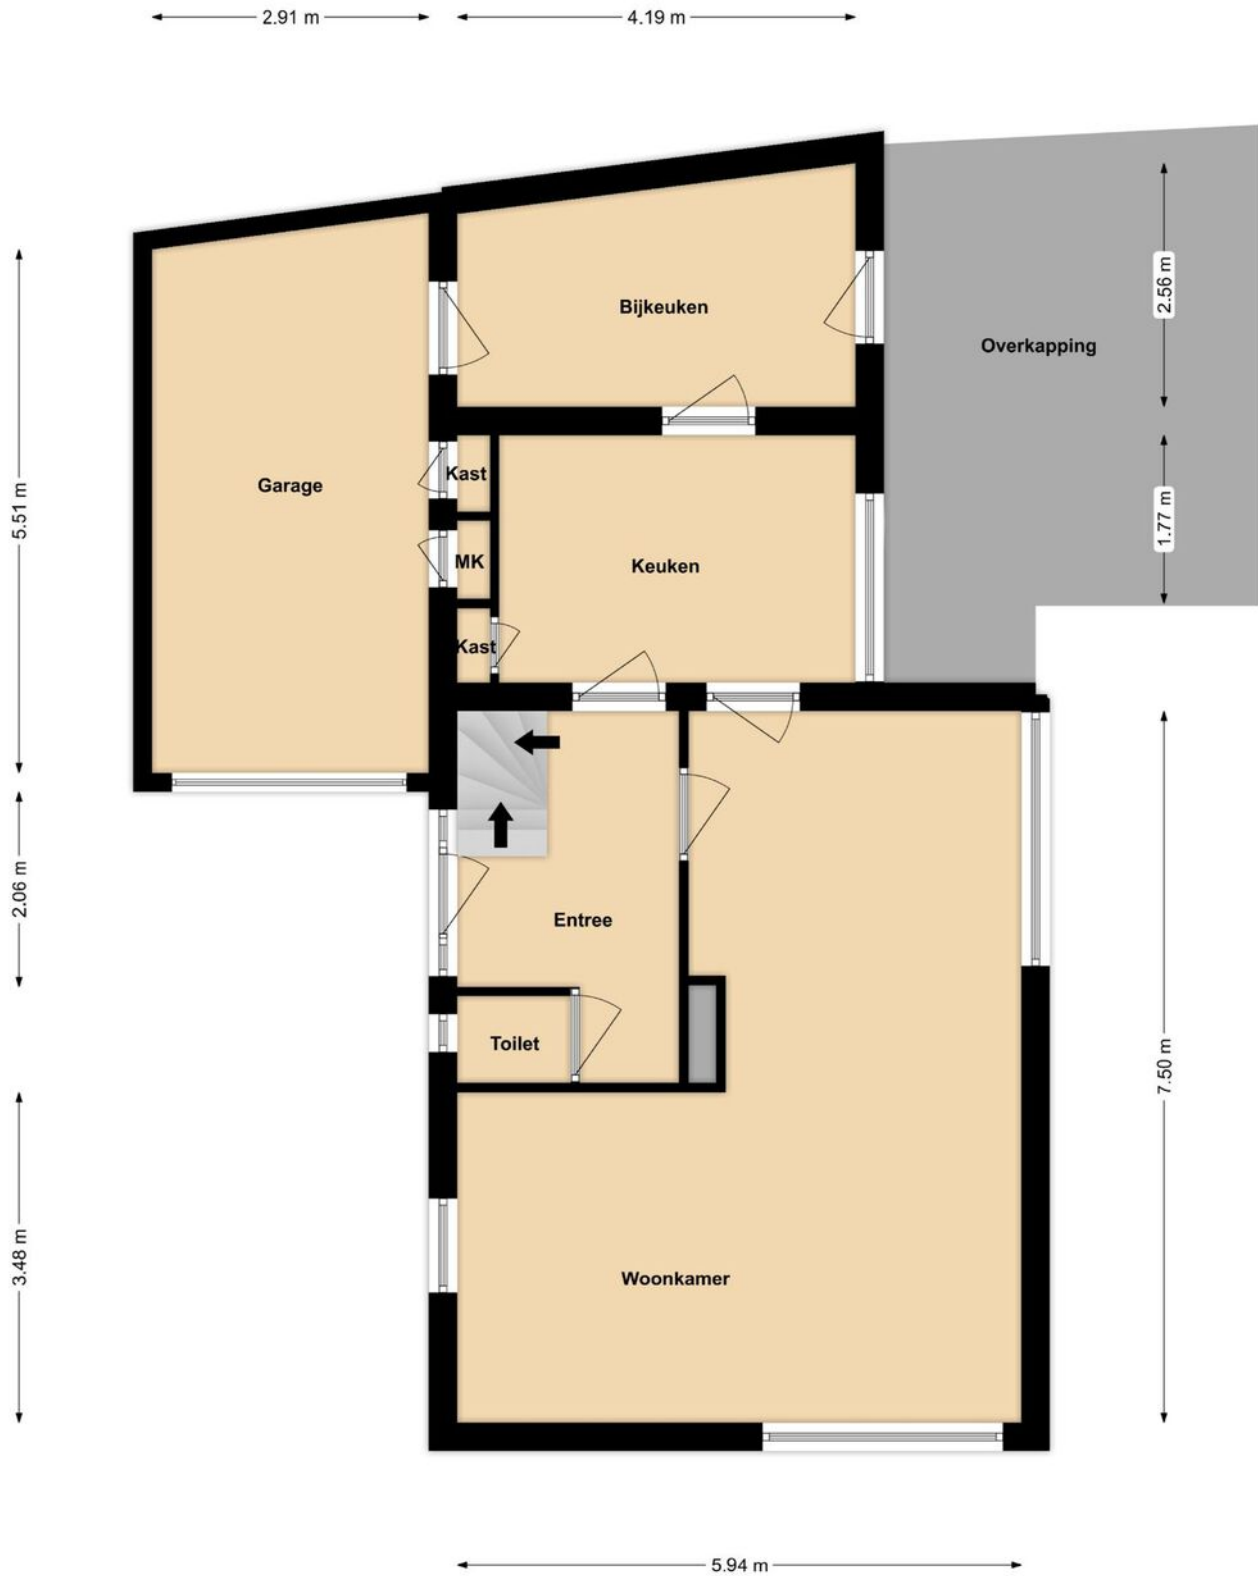 2.91 m
4.19 m
Bijkeuken
2.56 m
Overkapping
Kast
Garage
5.51 m
1.77 m
MK
Keuken
Kast
2.06 m
Entree
Toilet
7.50 m
3.48 m
Woonkamer
5.94 m